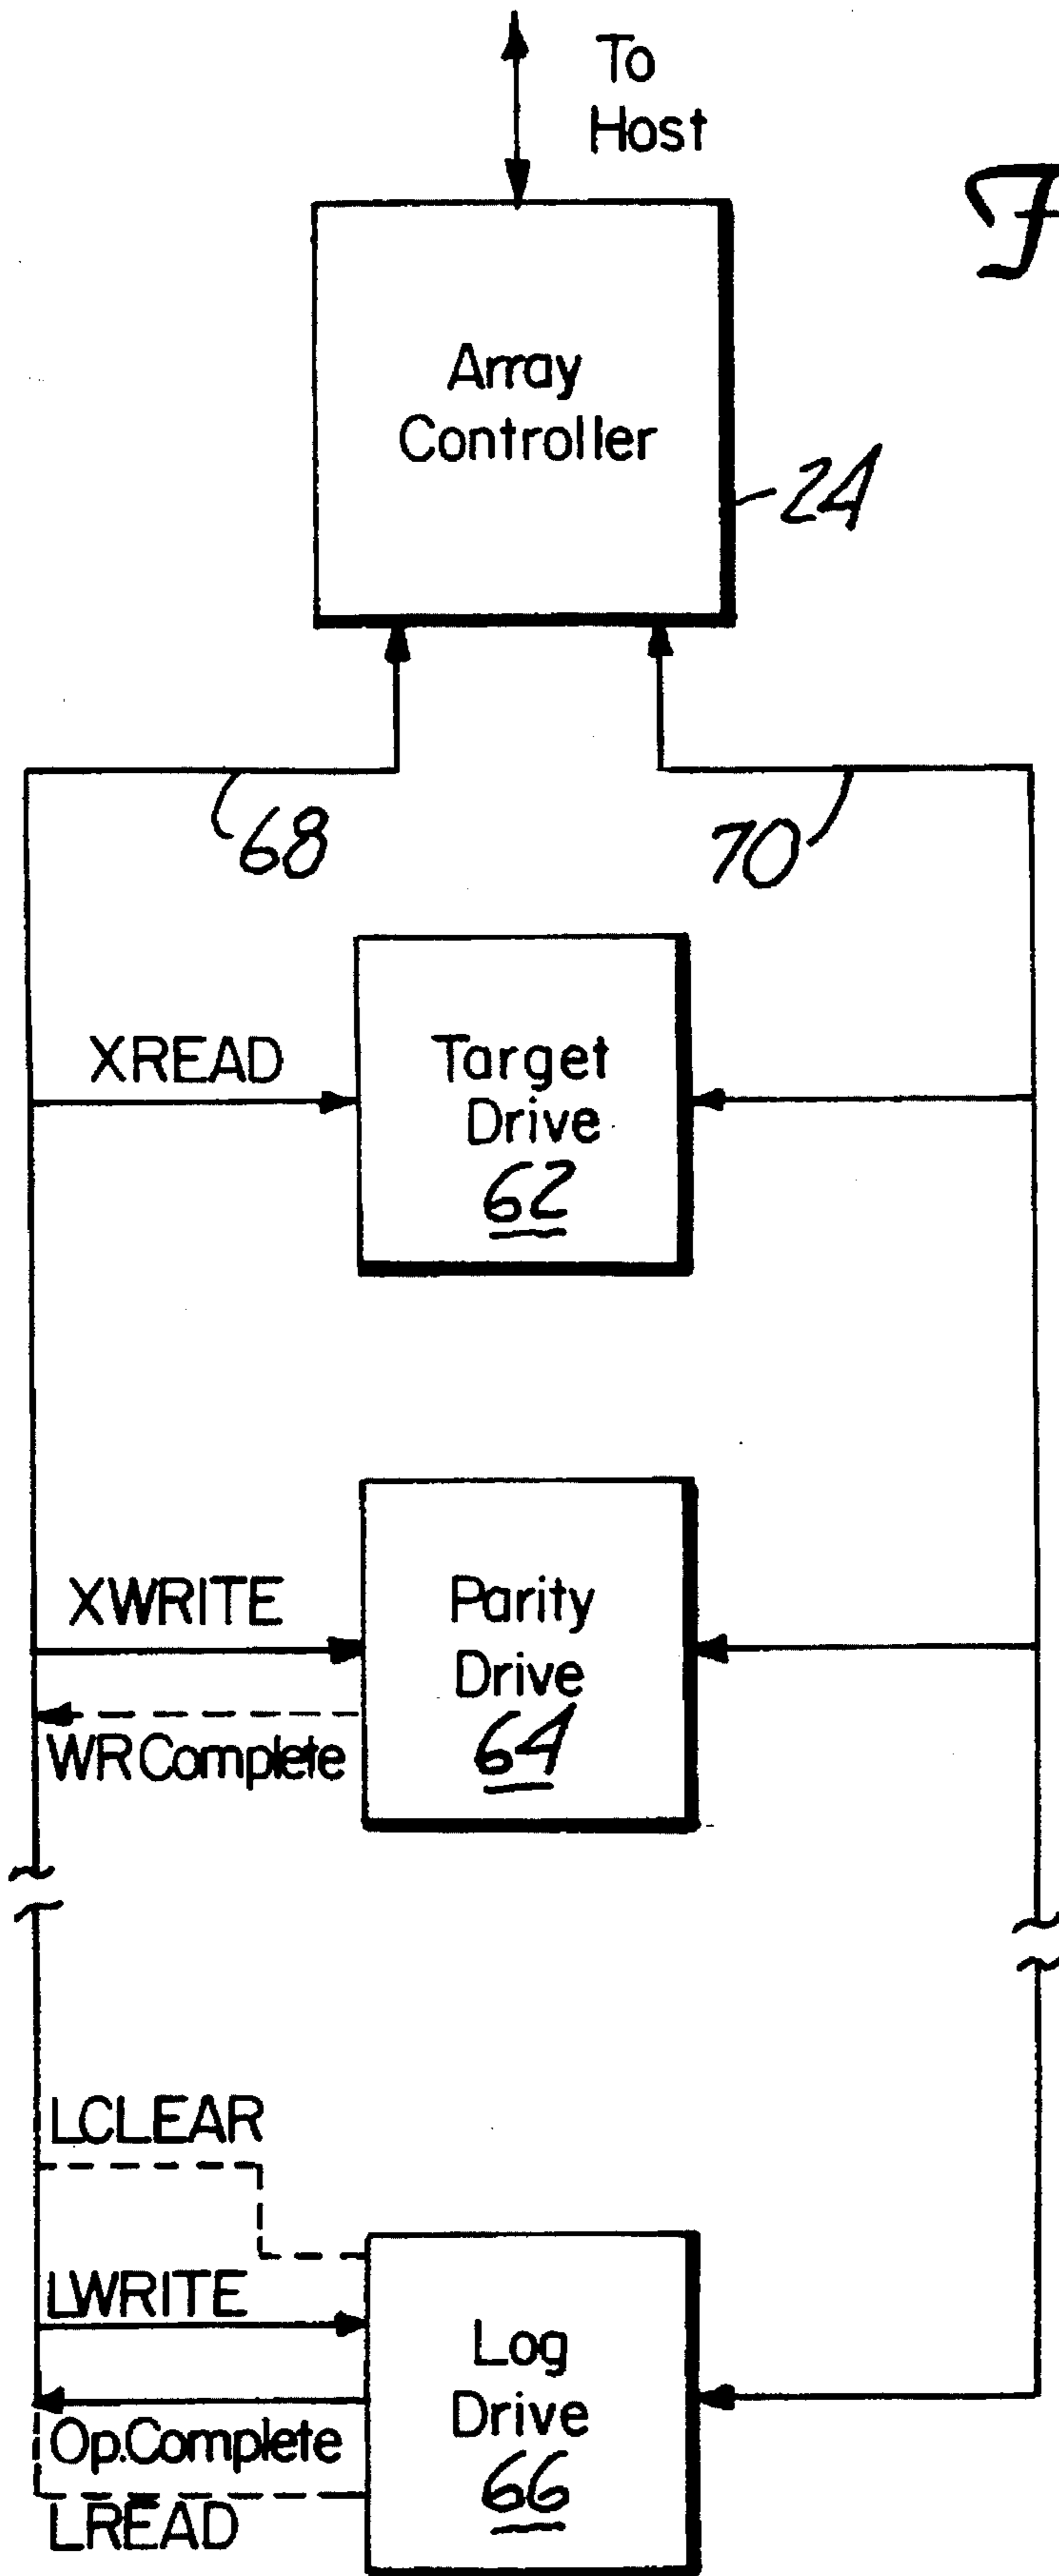 To
Host
F
Array
Controller
24
68
70
XREAD
Target
Drive
62
XWRITE
Parity
Drive
64
WR Complete
LCLEAR
LWRITE
Log
Drive
66
Op. Complete
LREAD